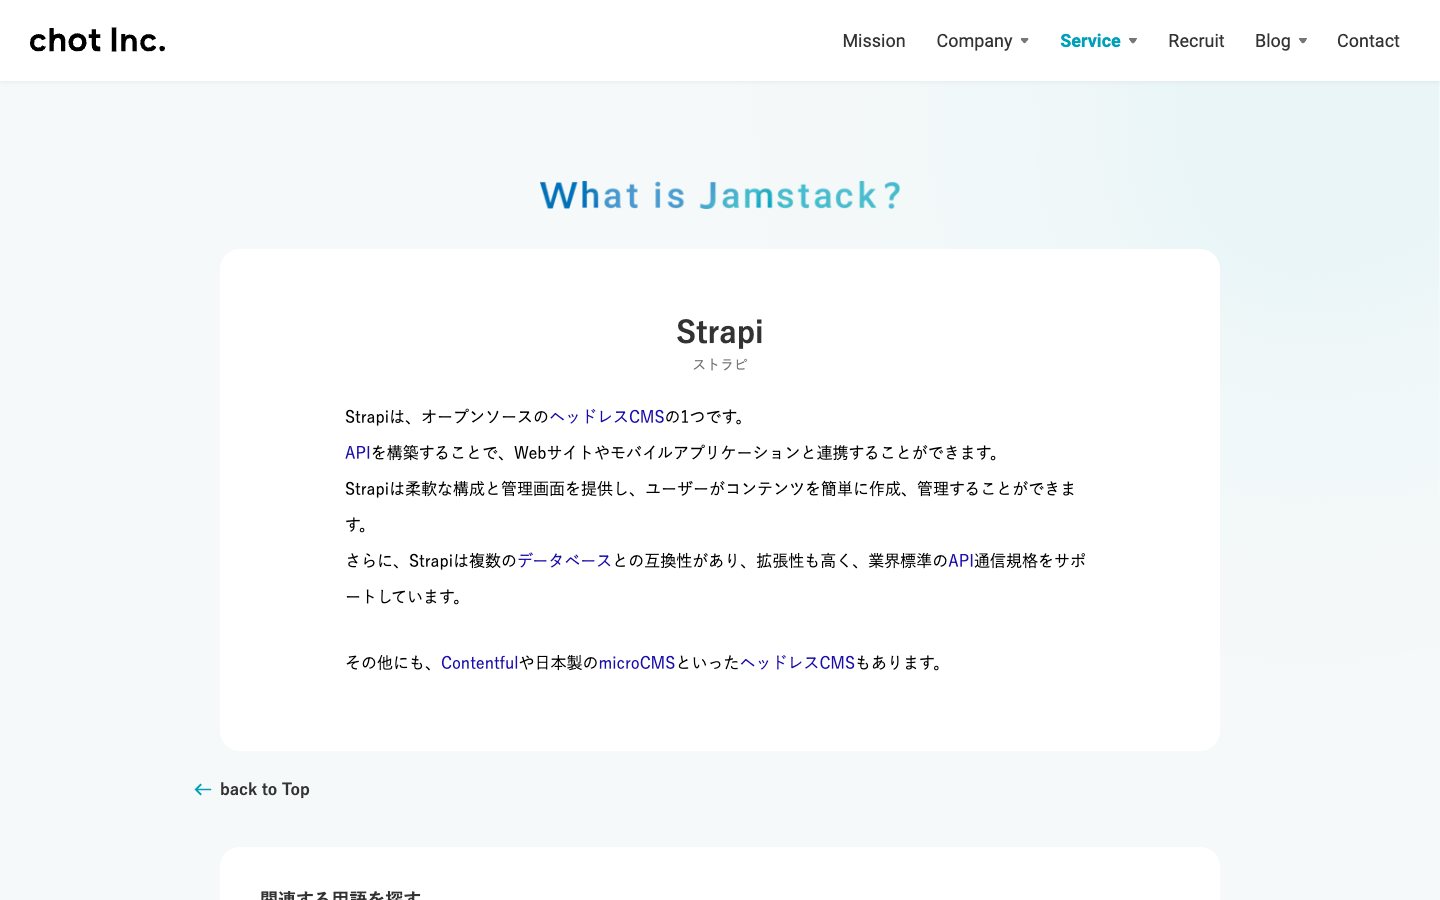 chot Inc.
Mission Company Service Recruit Blog Contact
What is Jamstack?
Strapi
ストラピ
Strapiは、オープンソースのヘッドレスCMSの1つです。
APIを構築することで、Webサイトやモバイルアプリケーションと連携することができます。
Strapiは柔軟な構成と管理画面を提供し、ユーザーがコンテンツを簡単に作成、管理することができま
す。
さらに、Strapiは複数のデータベースとの互換性があり、拡張性も高く、業界標準のAPI通信規格をサポ
ートしています。
その他にも、Contentfulや日本製のmicroCMSといったヘッドレスCMSもあります。
back to Top
関連する用語を探す